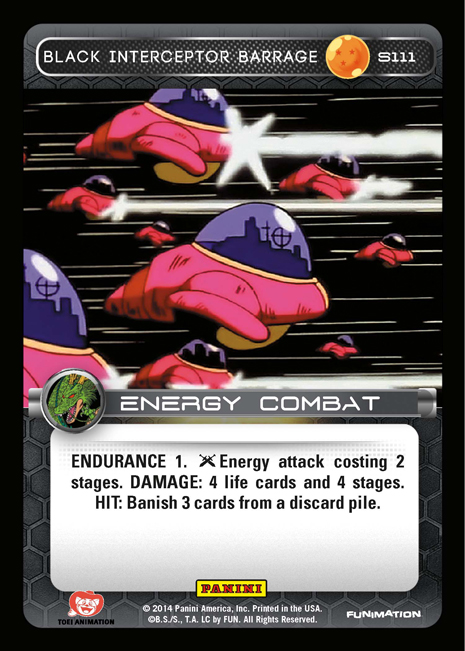 BLACK INTERCEPTOR BARRAGE S111
ENERGY COMBAT
ENDURANCE 1. Energy attack costing 2
stages. DAMAGE: 4 life cards and 4 stages.
HIT: Banish 3 cards from a discard pile.
PANINI
TOEI ANIMATION
© 2014 Panini America, Inc. Printed in the USA.
©B.S./S., T.A. LC by FUN. All Rights Reserved.
FUNIMATION